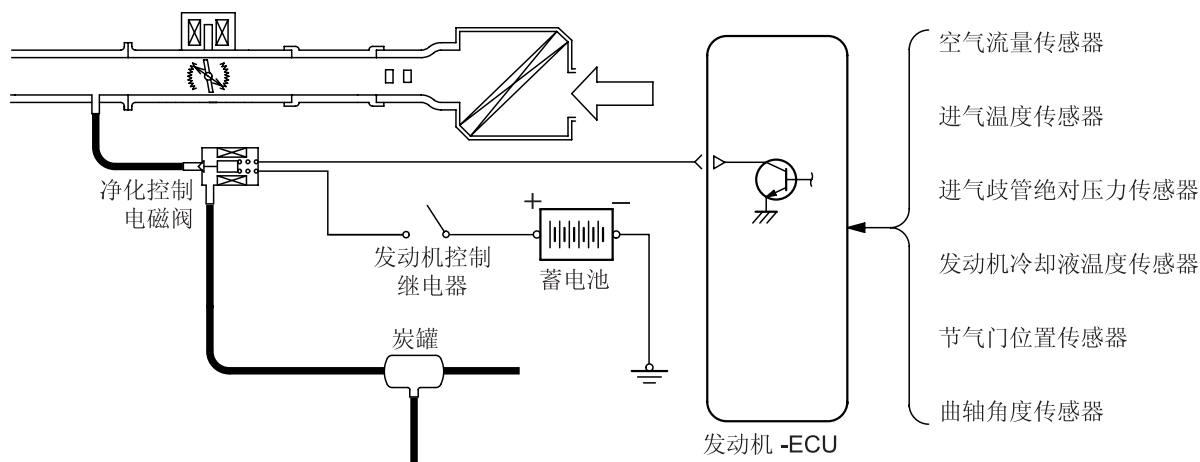 空气流量传感器
进气温度传感器
净化控制
电磁阀
进气歧管绝对压力传感器
+
−
发动机控制
继电器
蓄电池
发动机冷却液温度传感器
炭罐
节气门位置传感器
曲轴角度传感器
发动机 -ECU